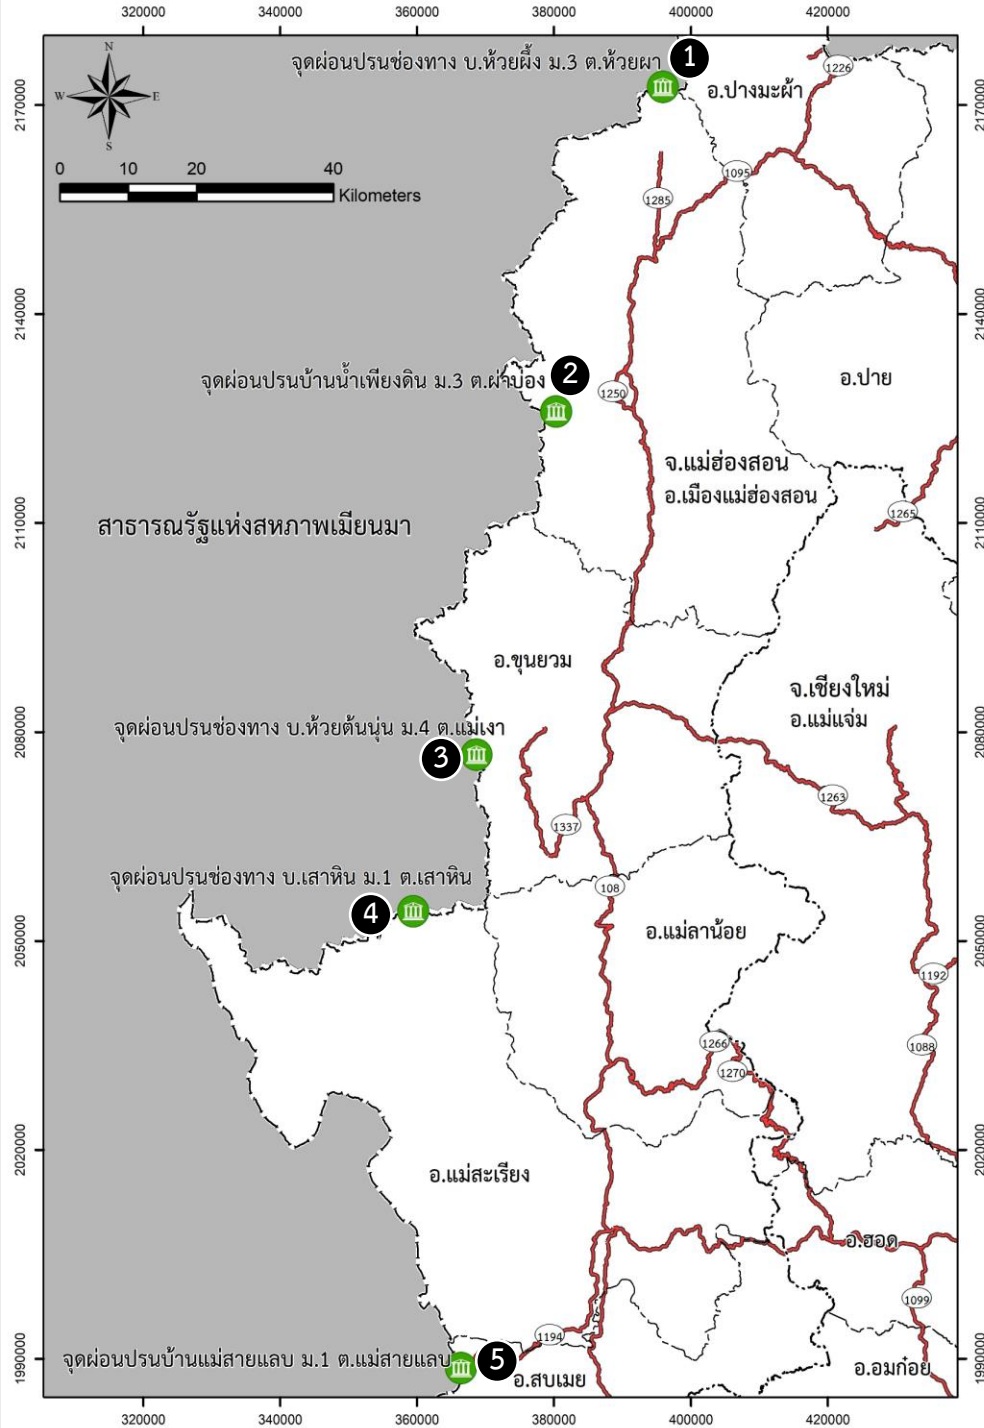 320000 340000 360000 380000 400000 420000
N
W E
S
0 10 20 40
Kilometers
จุดผ่อนปรนช่องทาง บ.ห้วยผึ้ง ม.3 ต.ห้วยผา 1
อ.ปางมะผ้า
1226
2170000 2170000
1095
1285
2140000 2140000
จุดผ่อนปรนบ้านน้ำเพียงดิน ม.3 ต.ผาบ่อง 2
1250
อ.ปาย
จ.แม่ฮ่องสอน
อ.เมืองแม่ฮ่องสอน
1265
2110000 2110000
สาธารณรัฐแห่งสหภาพเมียนมา
อ.ขุนยวม
จ.เชียงใหม่
อ.แม่แจ่ม
จุดผ่อนปรนช่องทาง บ.ห้วยต้นนุ่น ม.4 ต.แม่เงา
2080000 2080000
3
1263
1337
จุดผ่อนปรนช่องทาง บ.เสาหิน ม.1 ต.เสาหิน
108
4
อ.แม่ลาน้อย
2050000 2050000
1192
1266
1088
1270
2020000 2020000
อ.แม่สะเรียง
อ.ฮอด
1099
1194
จุดผ่อนปรนบ้านแม่สายแลบ ม.1 ต.แม่สายแลบ 5
1990000 1990000
อ.สบเมย
อ.อมก๋อย
320000 340000 360000 380000 400000 420000